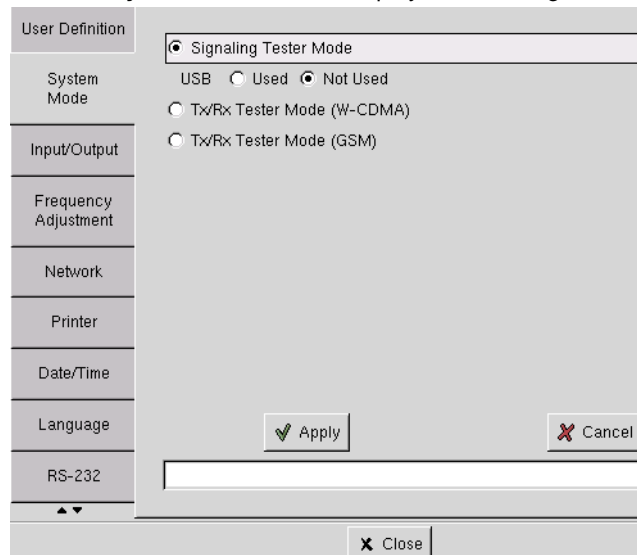 User Definition
System
Mode
Input/Output
Frequency
Adjustment
Network
Printer
Date/Time
Language
RS-232
Signaling Tester Mode
USB Used Not Used
Tx/Rx Tester Mode (W-CDMA)
Tx/Rx Tester Mode (GSM)
Apply
Cancel
Close